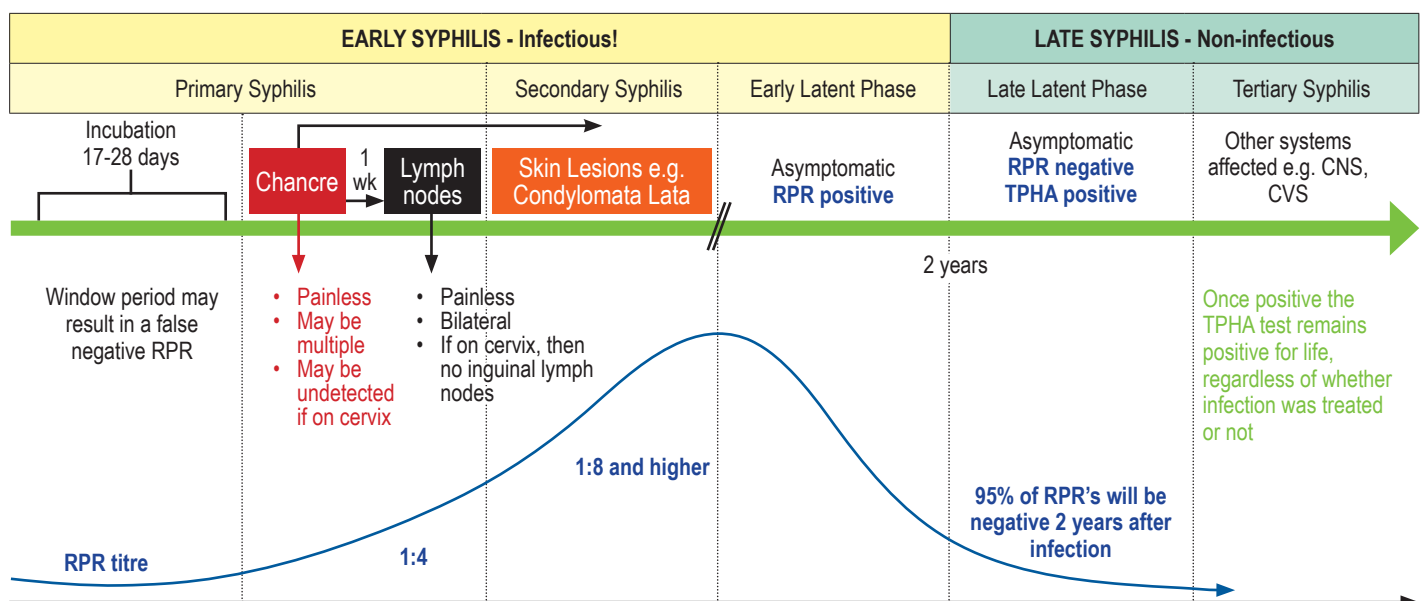 EARLY SYPHILIS - Infectious!
LATE SYPHILIS - Non-infectious
Primary Syphilis
Secondary Syphilis
Early Latent Phase
Late Latent Phase
Tertiary Syphilis
Incubation
17-28 days
Chancre
1
wk
Lymph
nodes
Skin Lesions e.g.
Condylomata Lata
Asymptomatic
RPR positive
Asymptomatic
RPR negative
TPHA positive
Other systems
affected e.g. CNS,
CVS
2 years
Window period may
result in a false
negative RPR
• Painless
• May be
multiple
• May be
undetected
if on cervix
• Painless
• Bilateral
• If on cervix, then
no inguinal lymph
nodes
Once positive the
TPHA test remains
positive for life,
regardless of whether
infection was treated
or not
RPR titre
1:4
1:8 and higher
95% of RPR's will be
negative 2 years after
infection